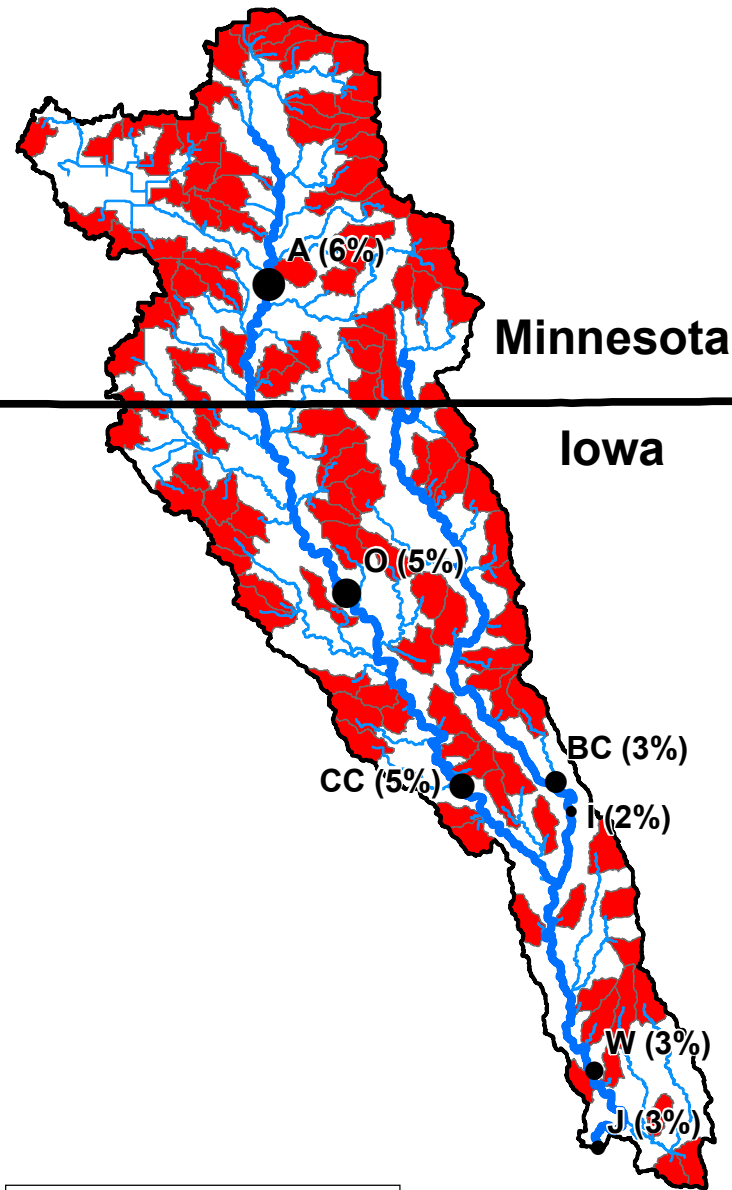 A (6%)
Minnesota
Iowa
O (5%)
BC (3%)
CC (5%)
I (2%)
W (3%)
J (3%)